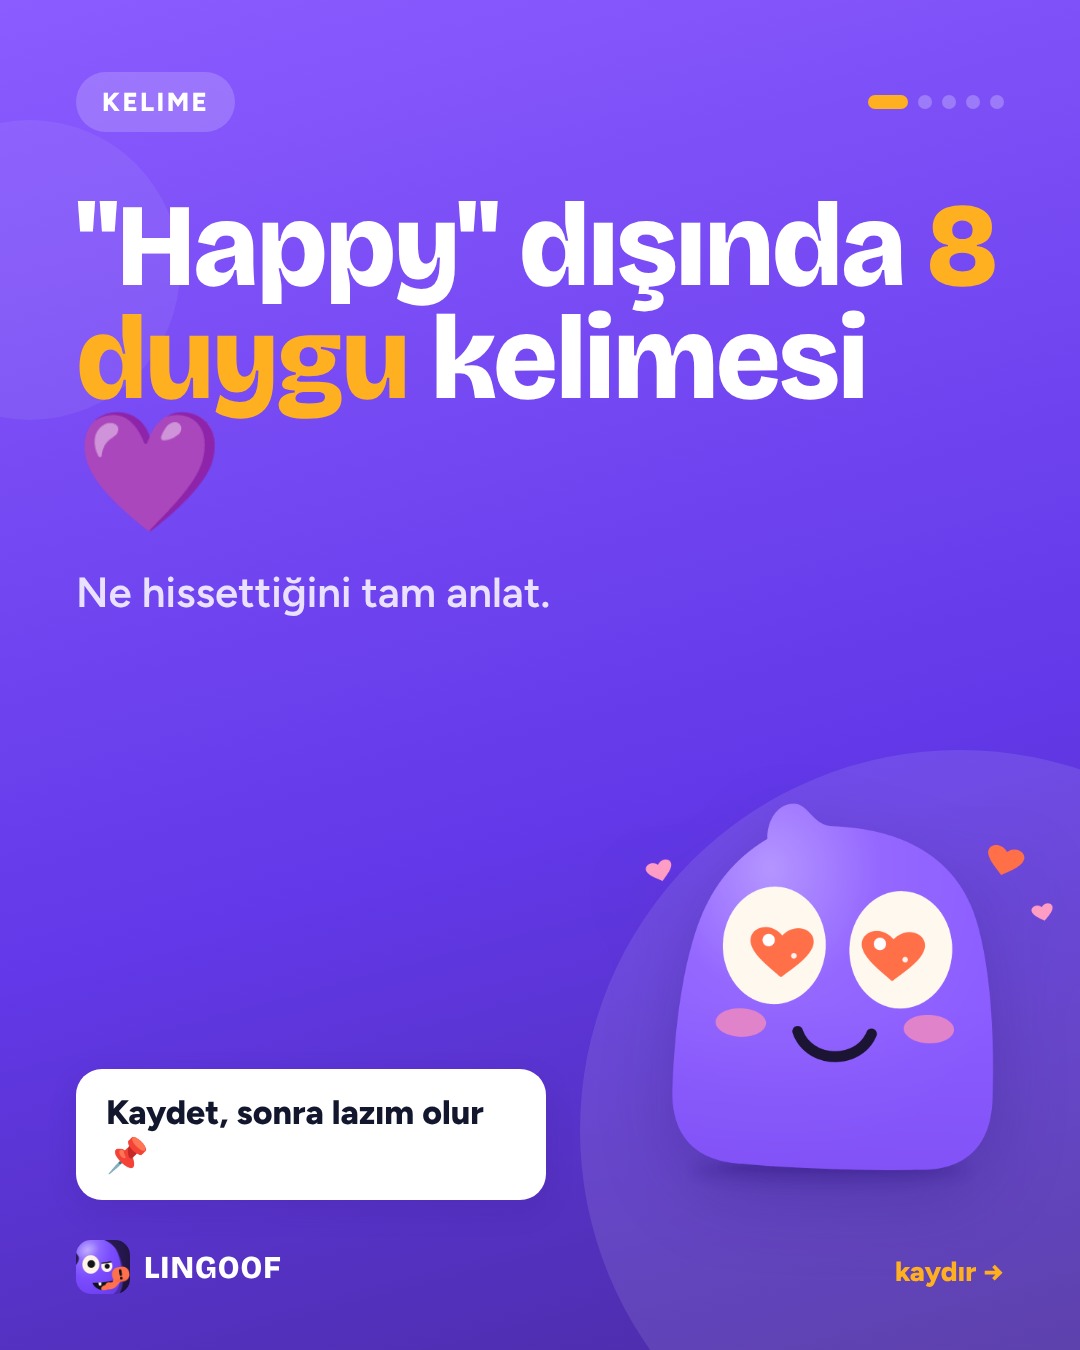 KELIME
"Happy" dışında 8
duygu kelimesi
💜
Ne hissettiğini tam anlat.
Kaydet, sonra lazım olur
📌
LINGOOF
kaydır →